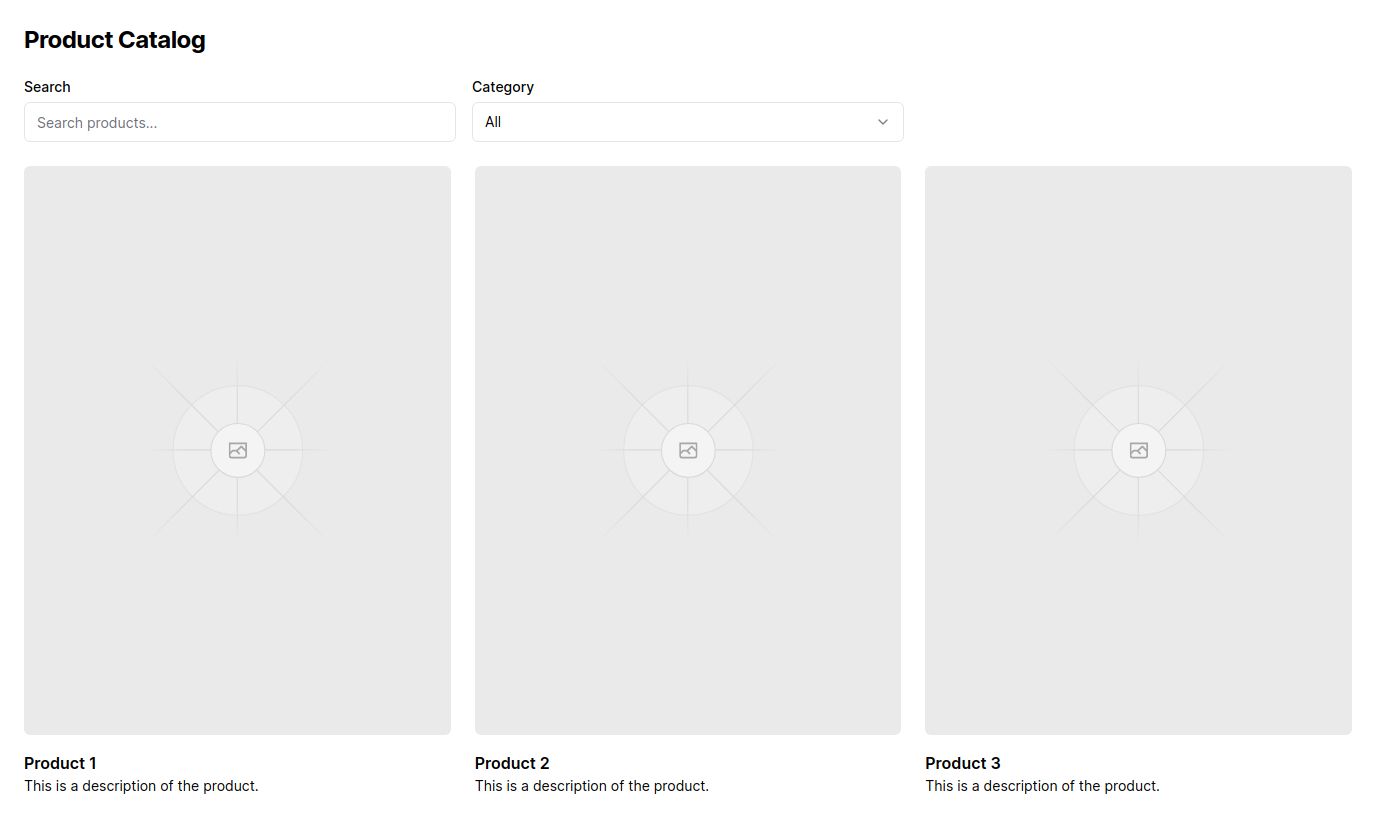 Product Catalog
Search
Category
Search products...
All
Product 1
This is a description of the product.
Product 2
This is a description of the product.
Product 3
This is a description of the product.